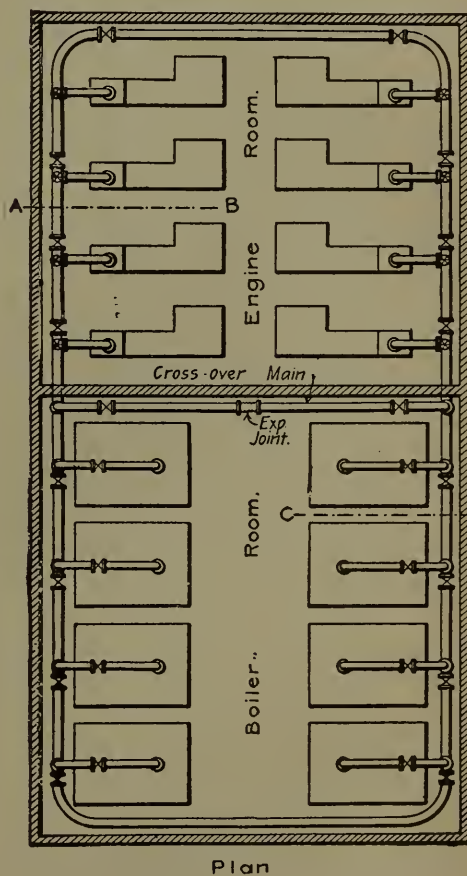 Room.
A
B
Engine
Cross-over Main
Exp.
Joint.
Room.
C
Boiler..
Plan